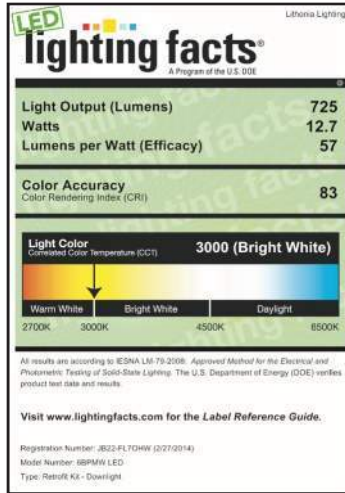 Lithonia Lighting
LED
lighting facts®
A Program of the U.S. DOE
Light Output (Lumens) 725
Watts 12.7
Lumens per Watt (Efficacy) 57
Color Accuracy
Color Rendering Index (CRI) 83
Light Color
Correlated Color Temperature (CCT) 3000 (Bright White)
Warm White Bright White Daylight
2700K 3000K 4500K 6500K
All results are according to IESNA LM-79-2008: Approved Method for the Electrical and
Photometric Testing of Solid-State Lighting. The U.S. Department of Energy (DOE) verifies
product test data and results.
Visit www.lightingfacts.com for the Label Reference Guide.
Registration Number: JB22-FL7OHW (2/27/2014)
Model Number: 6BPMW LED
Type: Retrofit Kit - Downlight